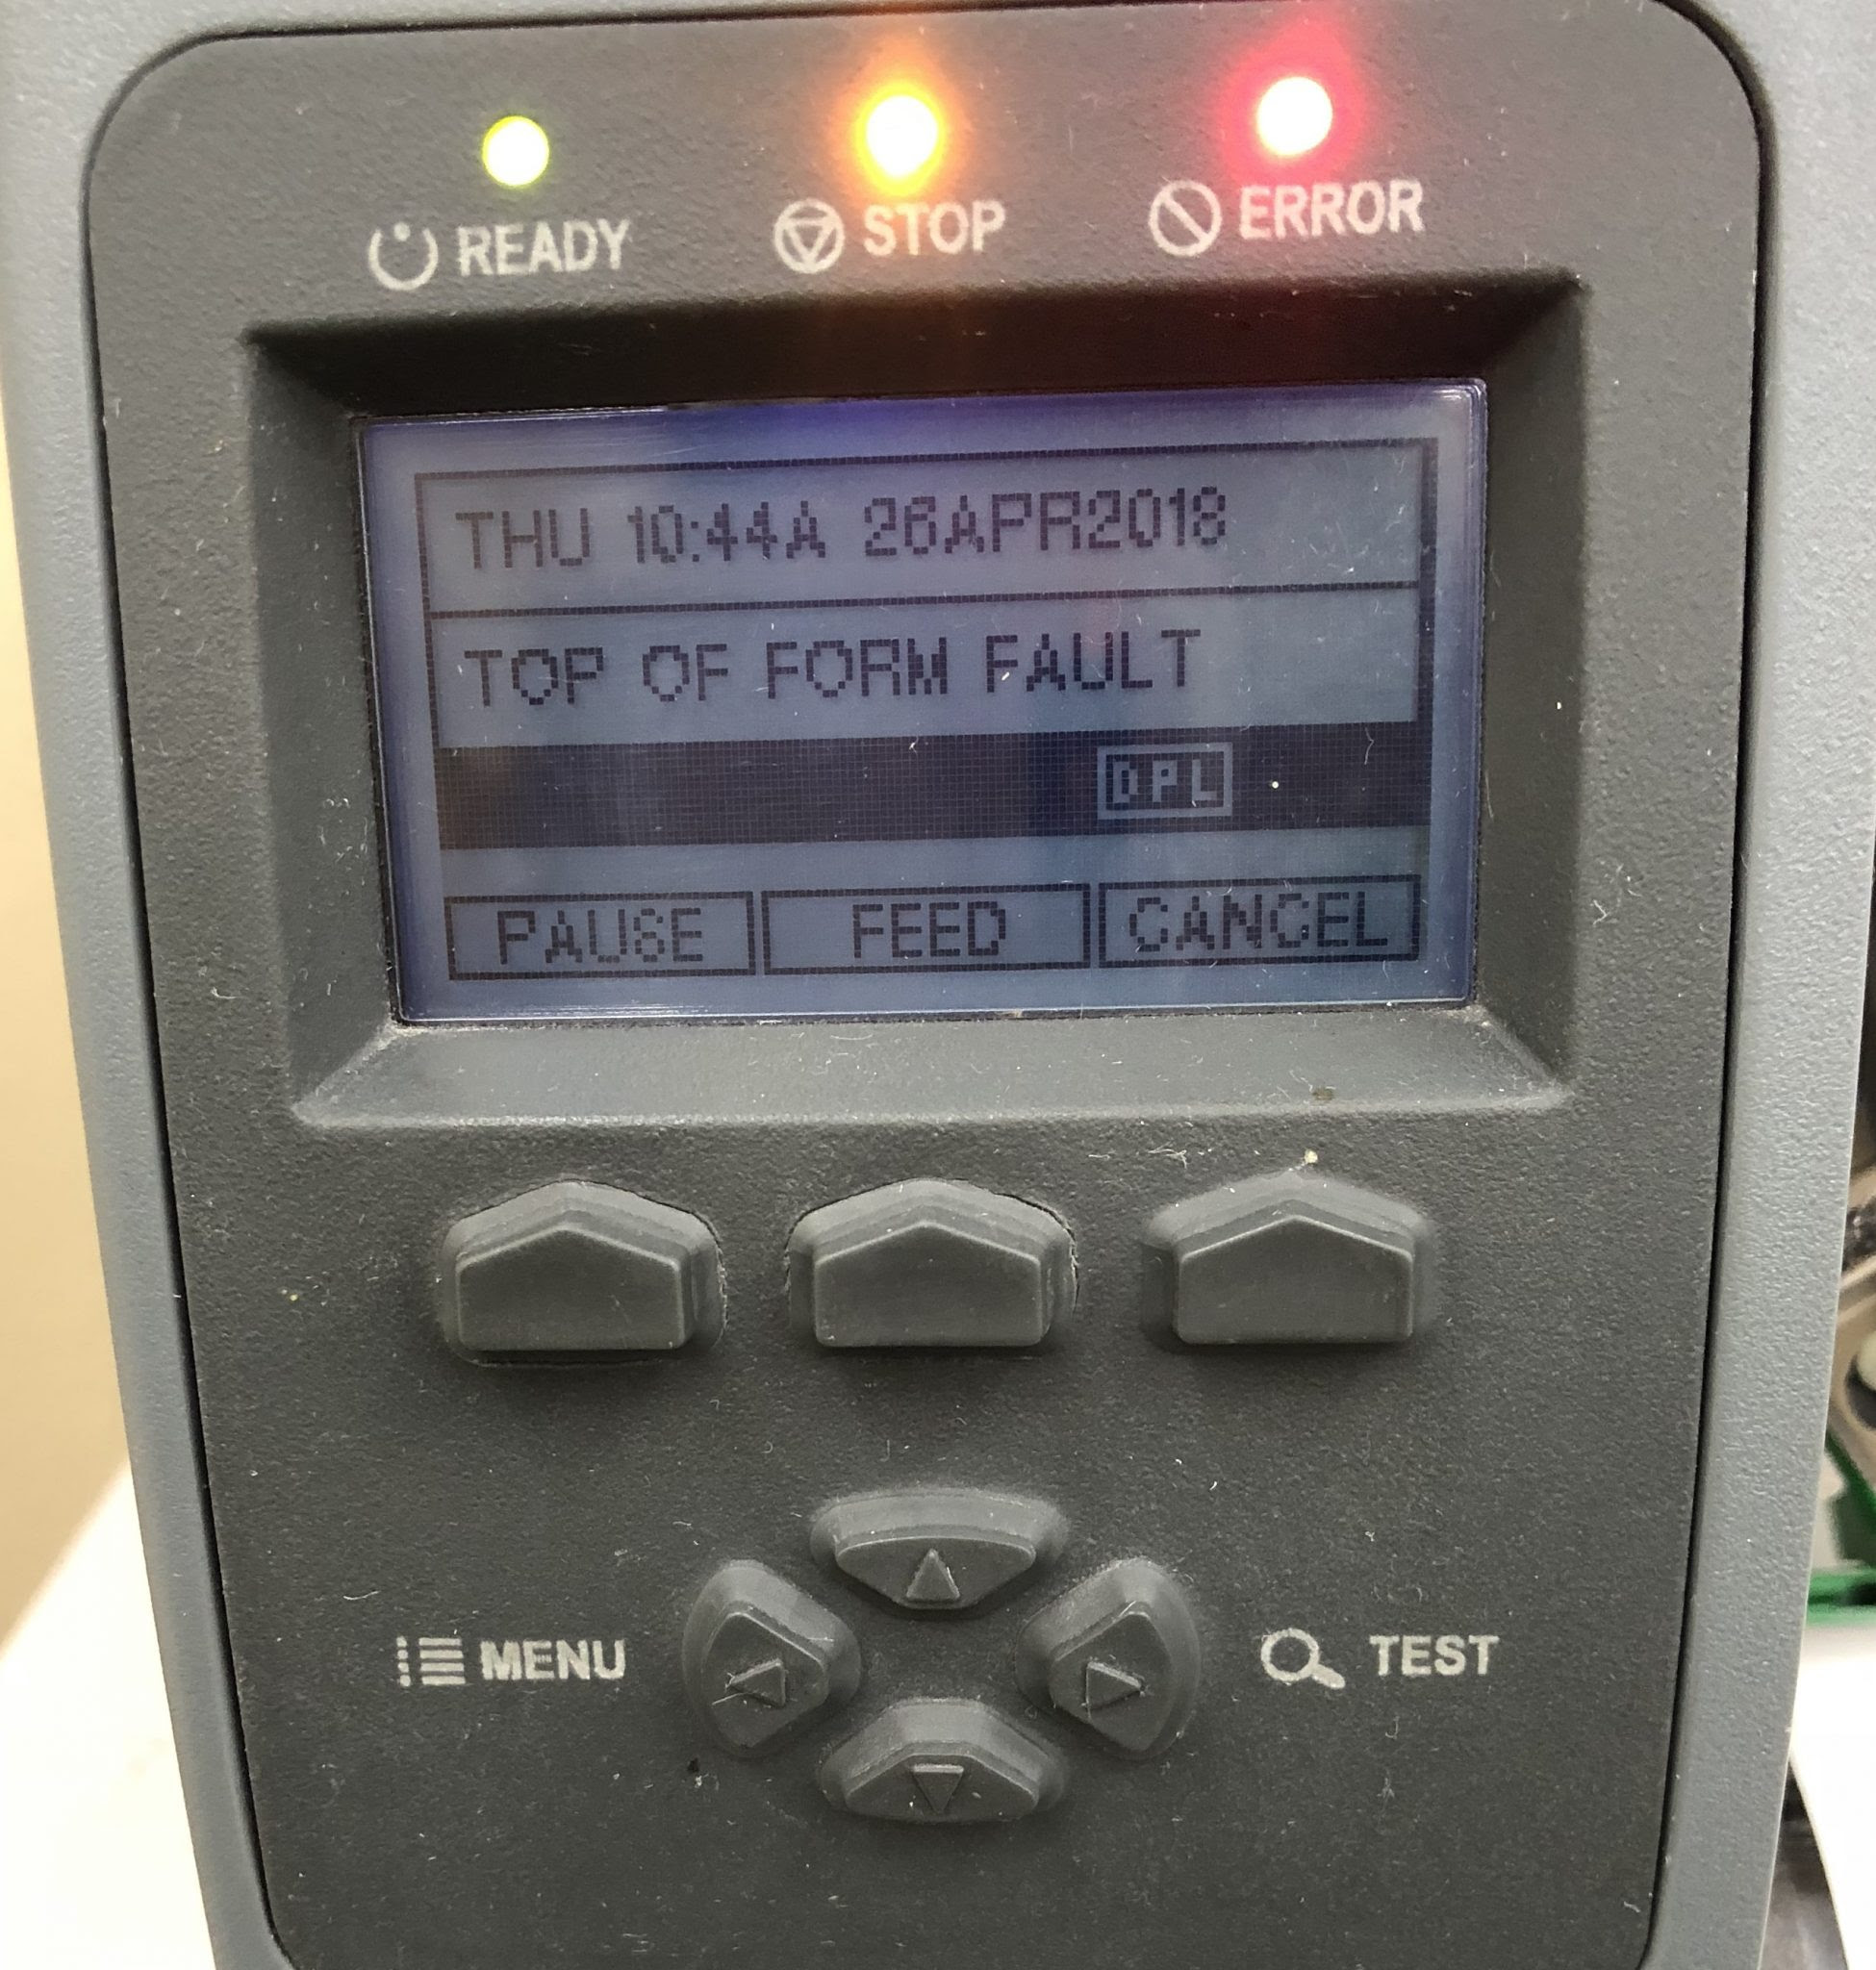 READY STOP ERROR
THU 10:44A 26APR2018
TOP OF FORM FAULT
DPL
PAUSE FEED CANCEL
MENU TEST